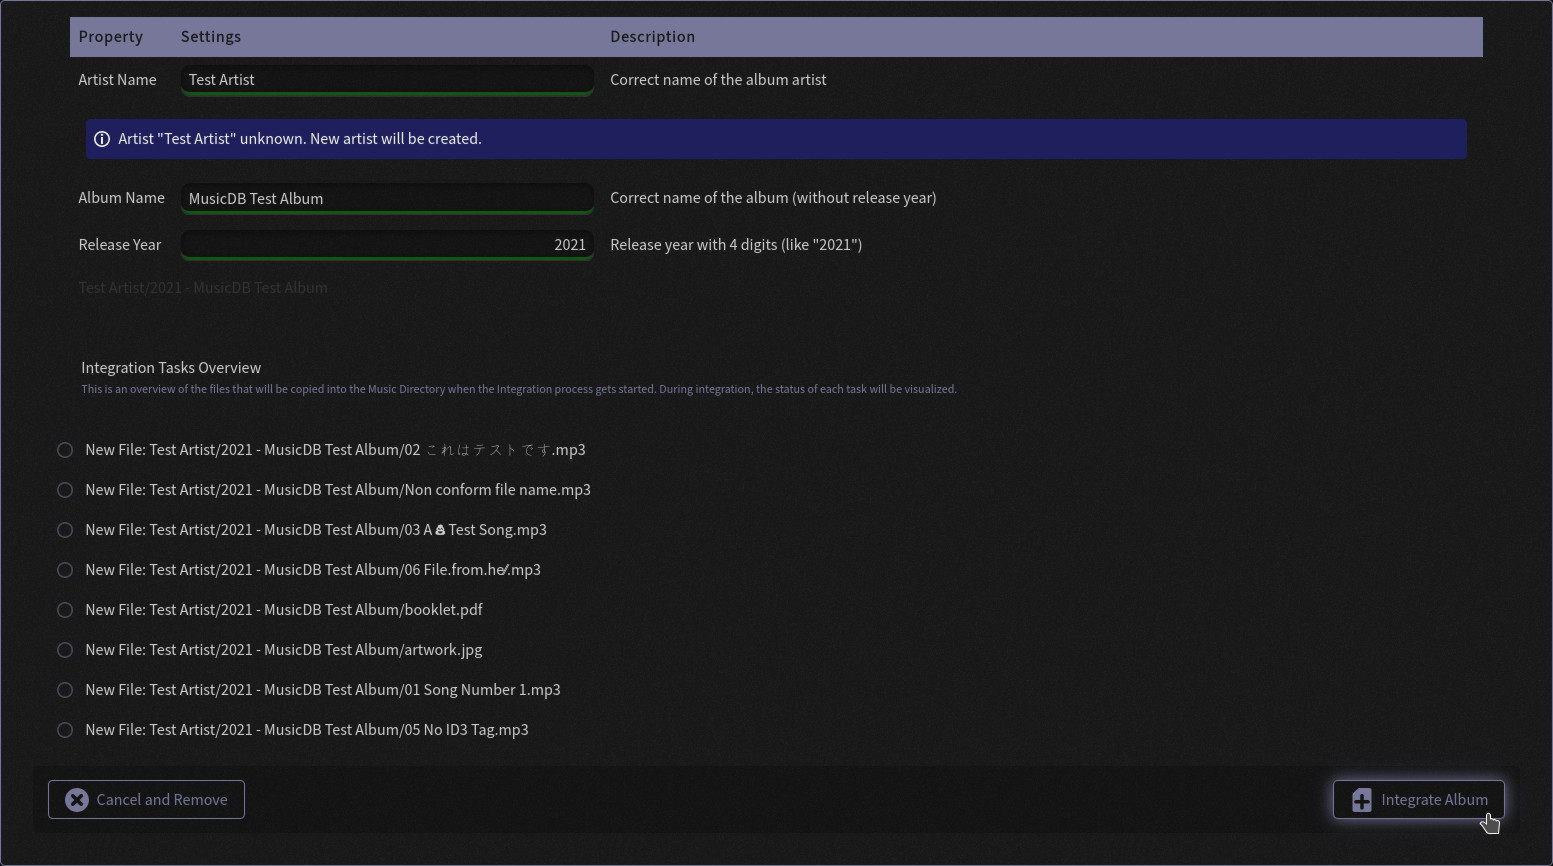 Property Settings Description
Artist Name Test Artist Correct name of the album artist
Artist "Test Artist" unknown. New artist will be created.
Album Name MusicDB Test Album Correct name of the album (without release year)
Release Year 2021 Release year with 4 digits (like "2021")
Test Artist/2021 - MusicDB Test Album
Integration Tasks Overview
This is an overview of the files that will be copied into the Music Directory when the Integration process gets started. During integration, the status of each task will be visualized.
New File: Test Artist/2021 - MusicDB Test Album/02 これはテストです.mp3
New File: Test Artist/2021 - MusicDB Test Album/Non conform file name.mp3
New File: Test Artist/2021 - MusicDB Test Album/03 A💩Test Song.mp3
New File: Test Artist/2021 - MusicDB Test Album/06 File.from.he̸l̸.mp3
New File: Test Artist/2021 - MusicDB Test Album/booklet.pdf
New File: Test Artist/2021 - MusicDB Test Album/artwork.jpg
New File: Test Artist/2021 - MusicDB Test Album/01 Song Number 1.mp3
New File: Test Artist/2021 - MusicDB Test Album/05 No ID3 Tag.mp3
Cancel and Remove Integrate Album